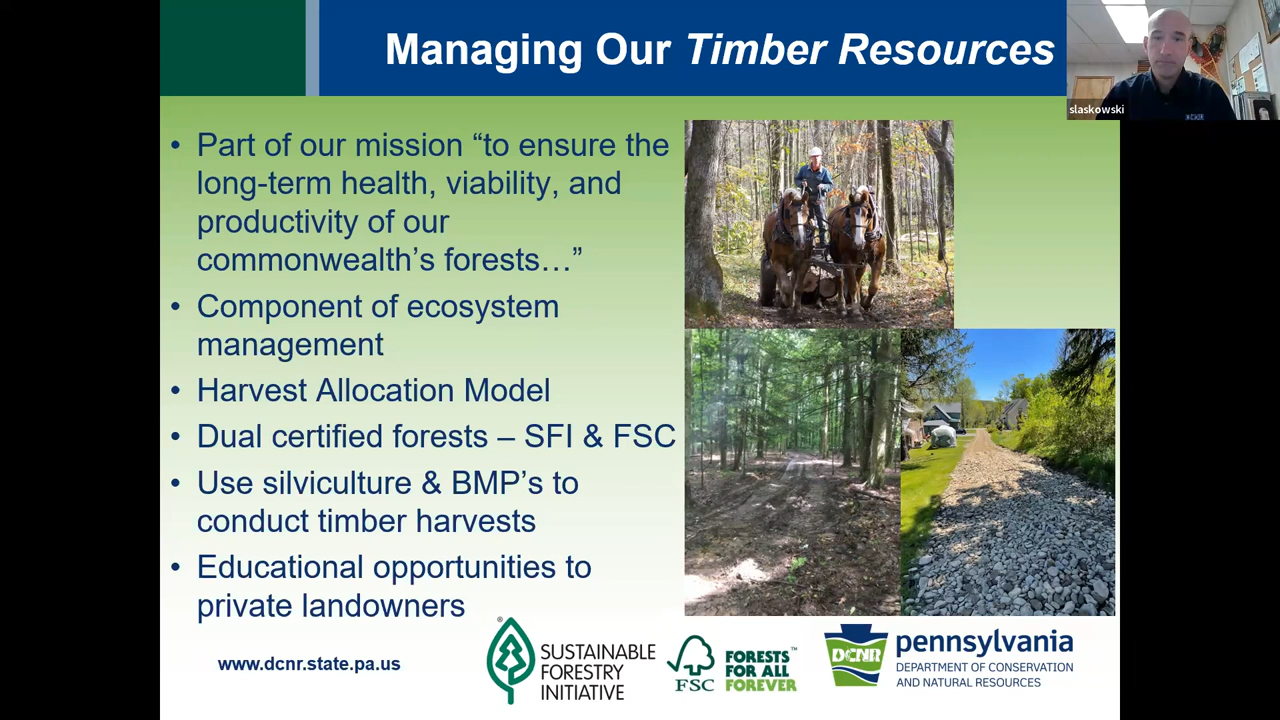 Managing Our Timber Resources
slaskowski
• Part of our mission “to ensure the
long-term health, viability, and
productivity of our
commonwealth’s forests…”
• Component of ecosystem
management
• Harvest Allocation Model
• Dual certified forests – SFI & FSC
• Use silviculture & BMP’s to
conduct timber harvests
• Educational opportunities to
private landowners
www.dcnr.state.pa.us
®
SUSTAINABLE
FORESTRY
INITIATIVE
FSC
FORESTS™
FOR ALL
FOREVER
DCNR
pennsylvania
DEPARTMENT OF CONSERVATION
AND NATURAL RESOURCES